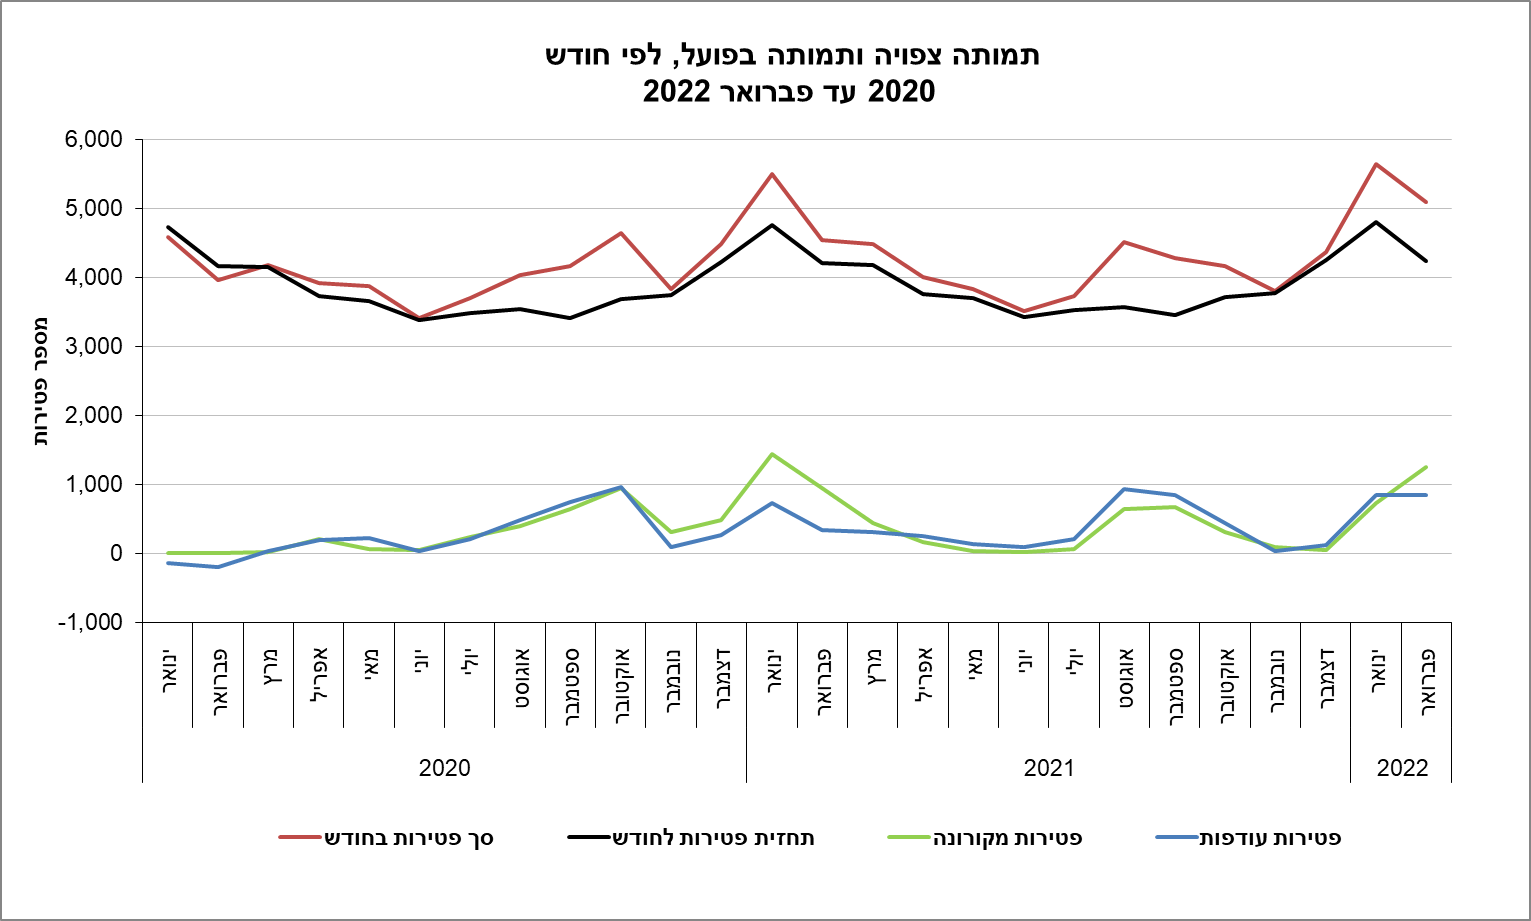 תמותה צפויה ותמותה בפועל, לפי חודש
2020 עד פברואר 2022
מספר פטירות
6,000
5,000
4,000
3,000
2,000
1,000
0
-1,000
ינואר
פברואר
מרץ
אפריל
מאי
יוני
יולי
אוגוסט
ספטמבר
אוקטובר
נובמבר
דצמבר
ינואר
פברואר
מרץ
אפריל
מאי
יוני
יולי
אוגוסט
ספטמבר
אוקטובר
נובמבר
דצמבר
ינואר
פברואר
2020
2021
2022
סך פטירות בחודש
תחזית פטירות לחודש
פטירות מקורונה
פטירות עודפות